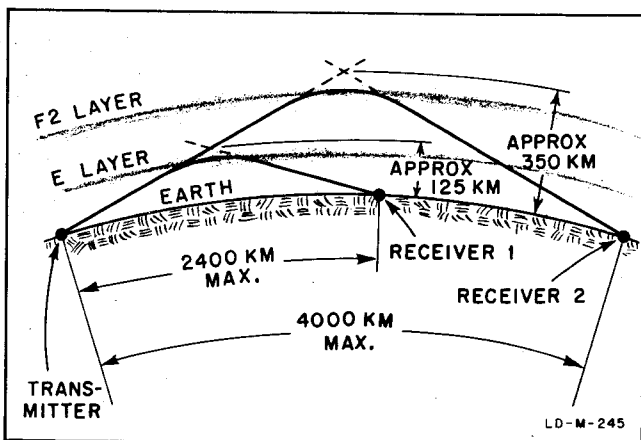 F2 LAYER
E LAYER
EARTH
APPROX
350 KM
APPROX
125 KM
RECEIVER 1
2400 KM
MAX.
RECEIVER 2
4000 KM
MAX.
TRANS-
MITTER
LD-M-245